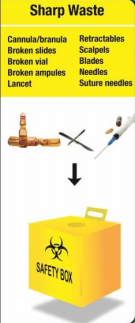 Sharp Waste
Cannula/branula
Broken slides
Broken vial
Broken ampules
Lancet
Retractables
Scalpels
Blades
Needles
Suture needles
SAFETY BOX